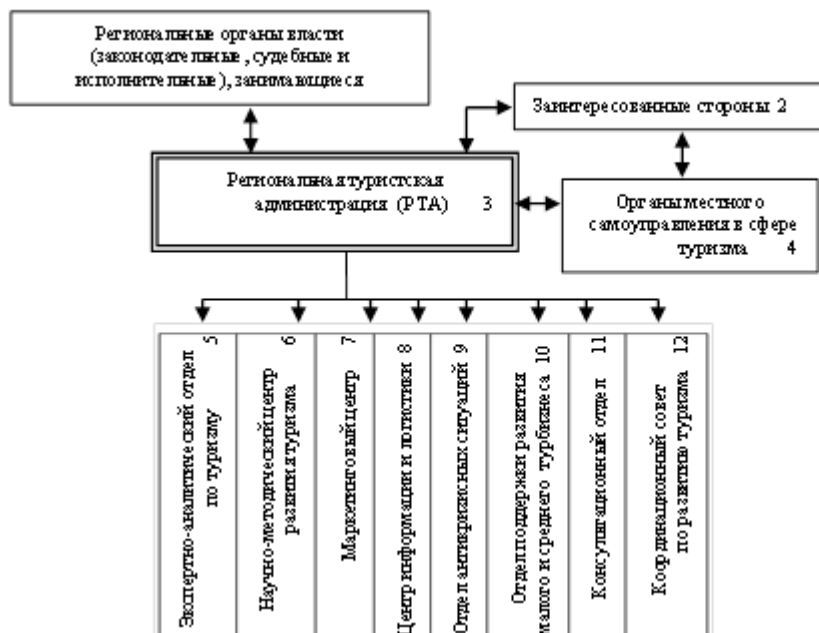 Региональные органы власти
(законодательные, судебные и
исполнительные), занимающиеся
Заинтересованные стороны 2
Региональная туристская
администрация (РТА) 3
Органы местного
самоуправления в сфере
туризма 4
Экспертно-аналитический отдел 5
по туризму
Научно-методический центр 6
развития туризма
Маркетинговый центр 7
Центр информации и логистики 8
Отдел антикризисных ситуаций 9
Отдел поддержки развития
малого и среднего турбизнеса 10
Консультационный отдел 11
Координационный совет 12
по развитию туризма